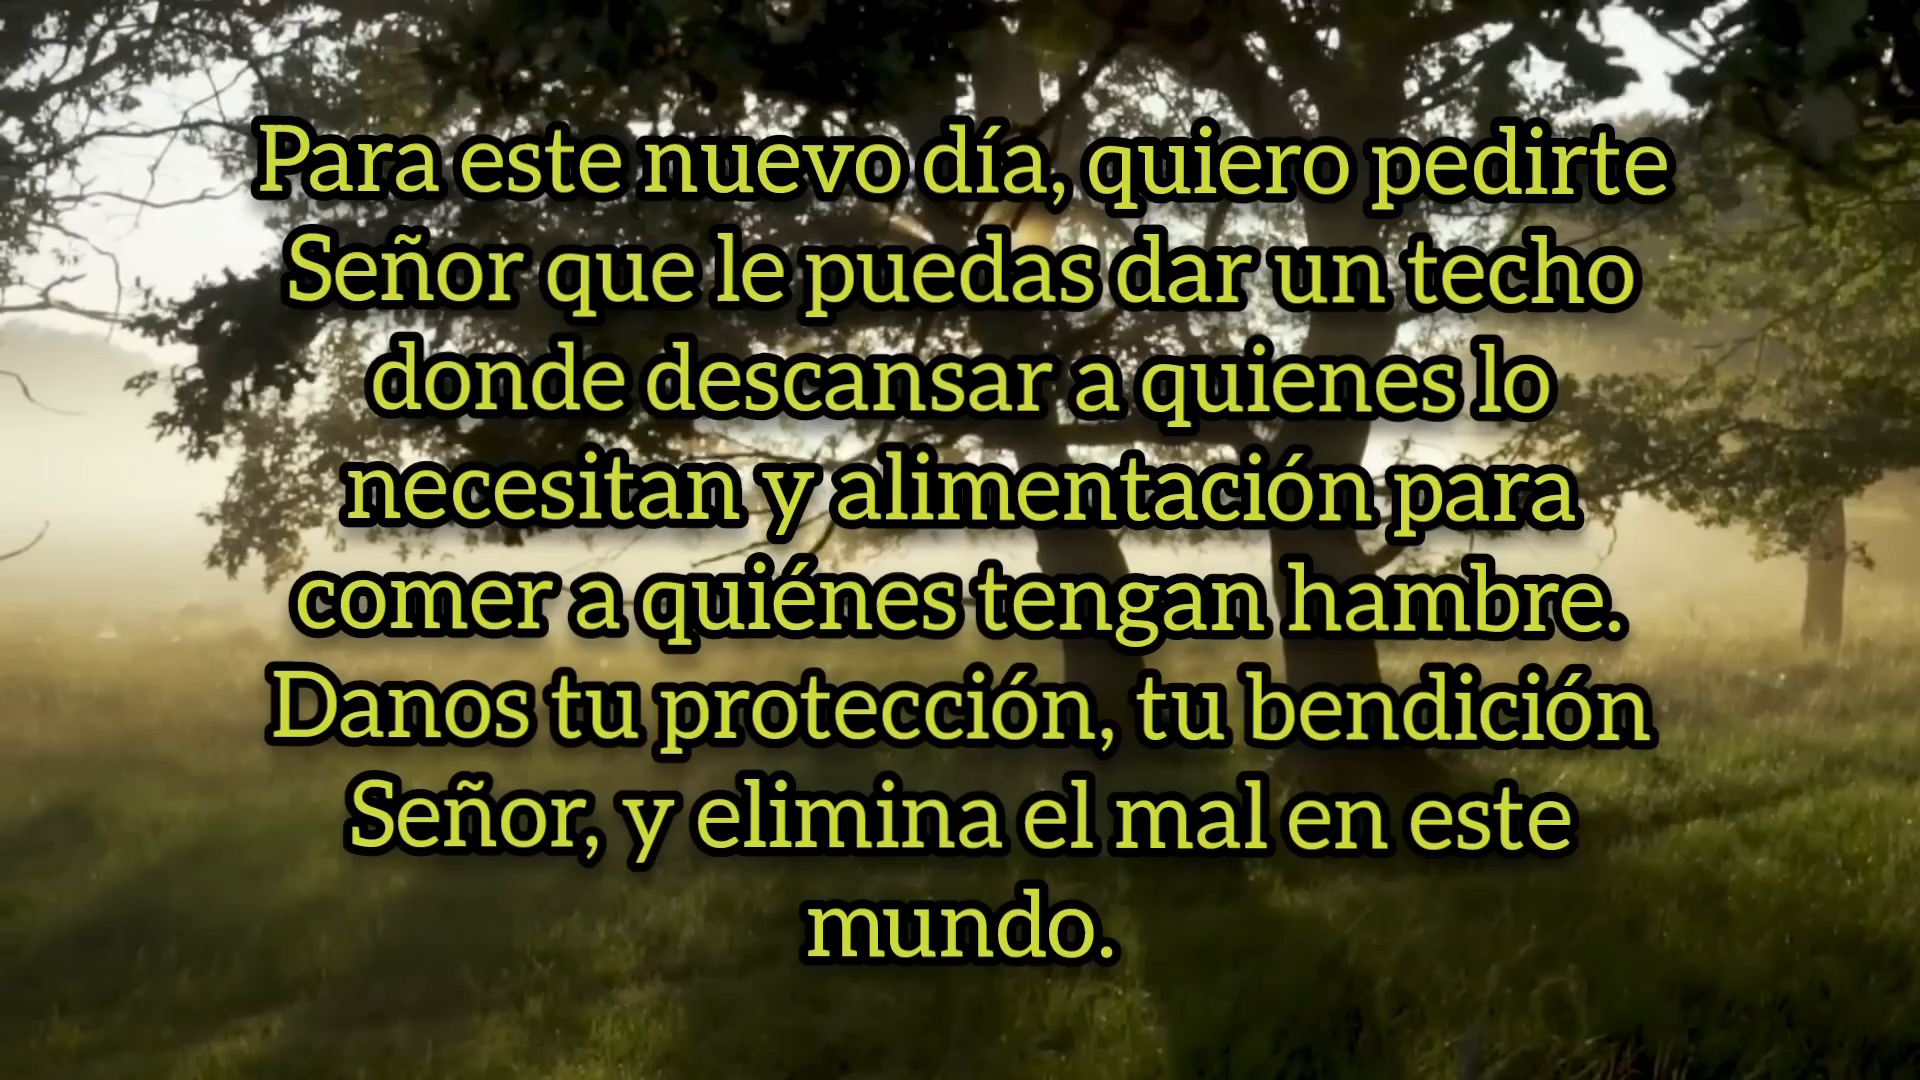 Para este nuevo día, quiero pedirte
Señor que le puedas dar un techo
donde descansar a quienes lo
necesitan y alimentación para
comer a quiénes tengan hambre.
Danos tu protección, tu bendición
Señor, y elimina el mal en este
mundo.